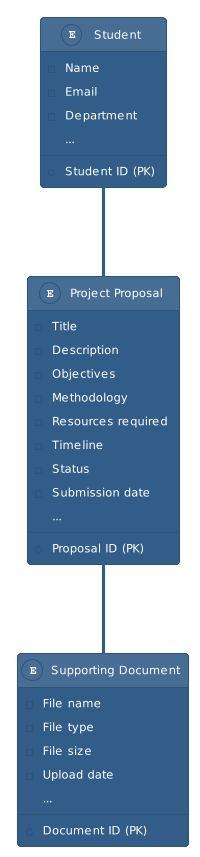 E Student
Name
Email
Department
...
Student ID (PK)
E Project Proposal
Title
Description
Objectives
Methodology
Resources required
Timeline
Status
Submission date
...
Proposal ID (PK)
E Supporting Document
File name
File type
File size
Upload date
...
Document ID (PK)